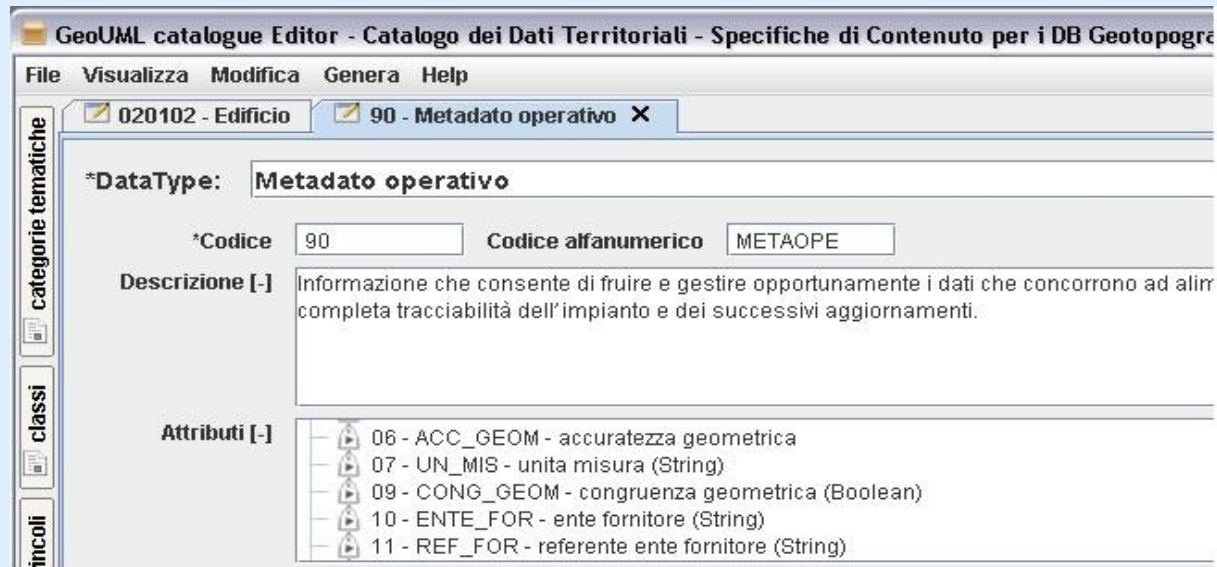 GeoUML catalogue Editor - Catalogo dei Dati Territoriali - Specifiche di Contenuto per i DB Geotopogra
File Visualizza Modifica Genera Help
020102 - Edificio 90 - Metadato operativo X
categorie tematiche
classi
*DataType: Metadato operativo
*Codice 90 Codice alfanumerico METAOPE
Descrizione [-] Informazione che consente di fruire e gestire opportunamente i dati che concorrono ad alim
completa tracciabilità dell'impianto e dei successivi aggiornamenti.
Attributi [-]
06 - ACC_GEOM - accuratezza geometrica
07 - UN_MIS - unita misura (String)
09 - CONG_GEOM - congruenza geometrica (Boolean)
10 - ENTE_FOR - ente fornitore (String)
11 - REF_FOR - referente ente fornitore (String)